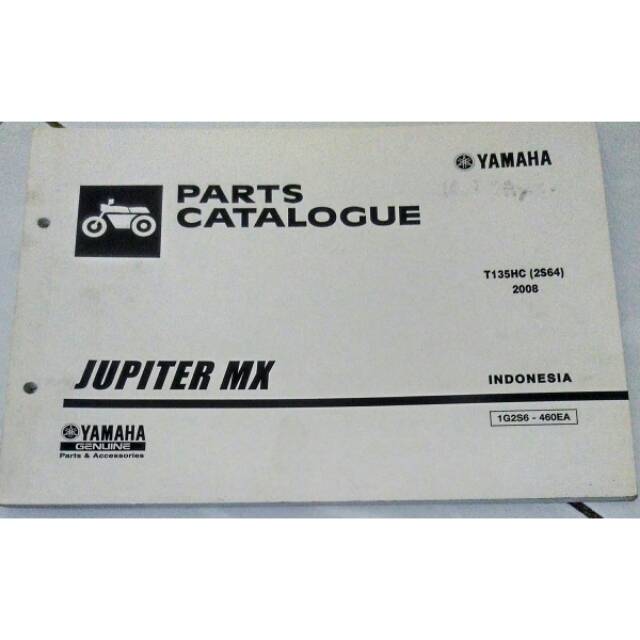 YAMAHA
PARTS
CATALOGUE
T135HC (2S64)
2008
JUPITER MX
INDONESIA
1G2S6 - 460EA
YAMAHA
GENUINE
Parts & Accessories